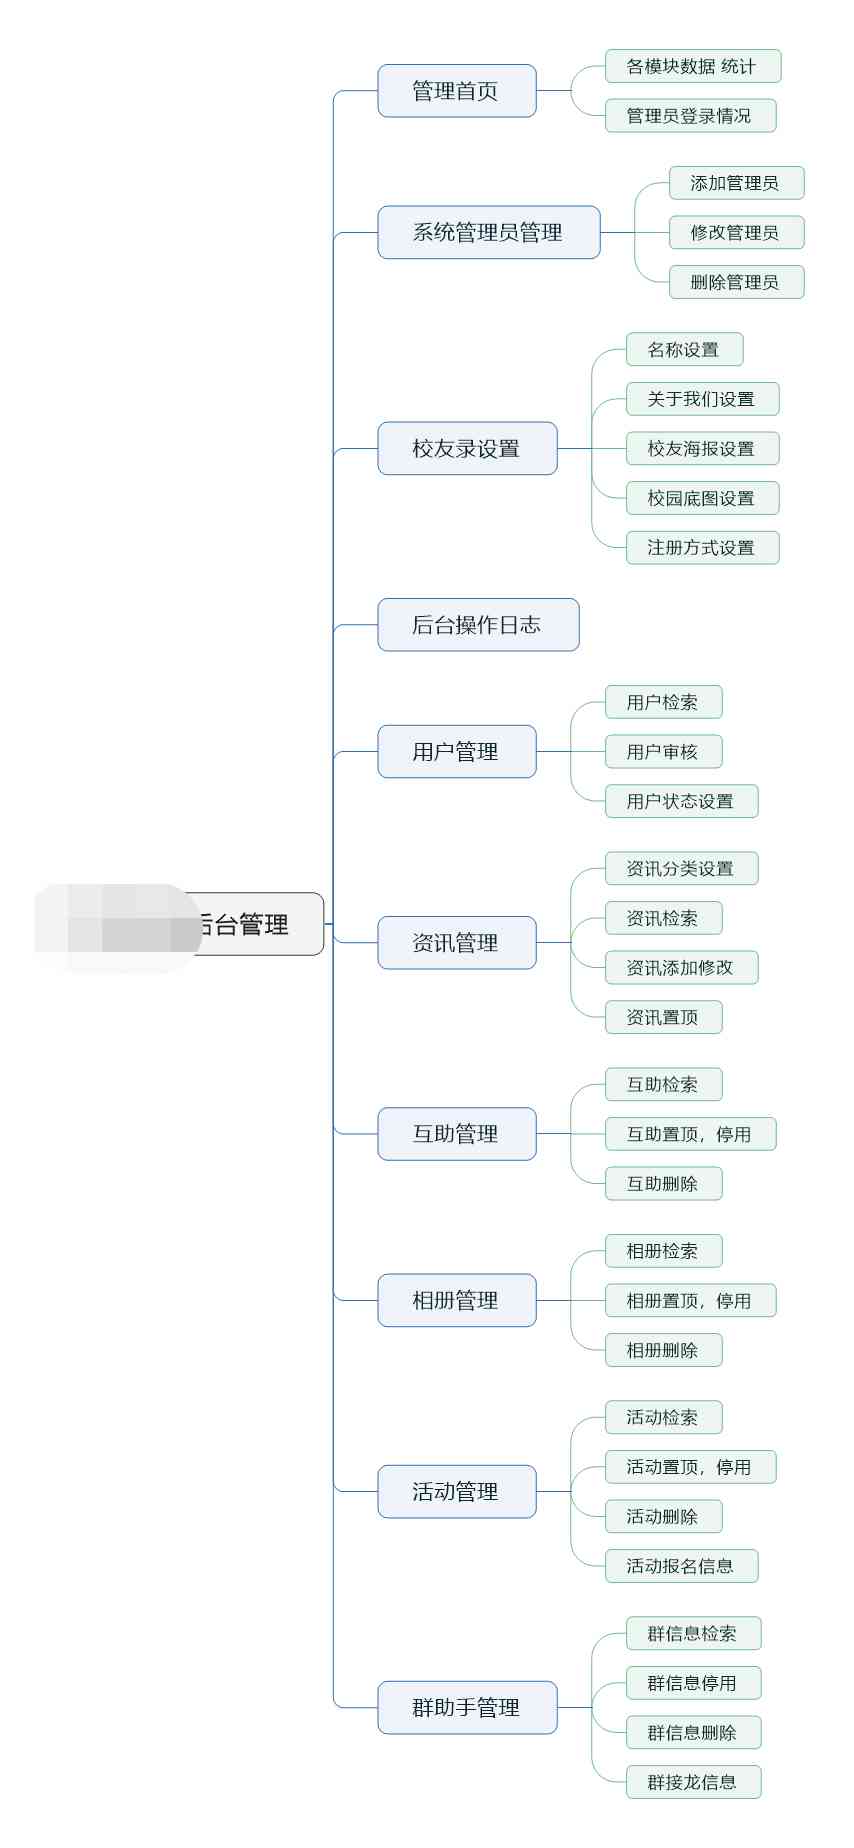 管理首页
各模块数据 统计
管理员登录情况
系统管理员管理
添加管理员
修改管理员
删除管理员
校友录设置
名称设置
关于我们设置
校友海报设置
校园底图设置
注册方式设置
后台操作日志
用户管理
用户检索
用户审核
用户状态设置
后台管理
资讯管理
资讯分类设置
资讯检索
资讯添加修改
资讯置顶
互助管理
互助检索
互助置顶，停用
互助删除
相册管理
相册检索
相册置顶，停用
相册删除
活动管理
活动检索
活动置顶，停用
活动删除
活动报名信息
群助手管理
群信息检索
群信息停用
群信息删除
群接龙信息